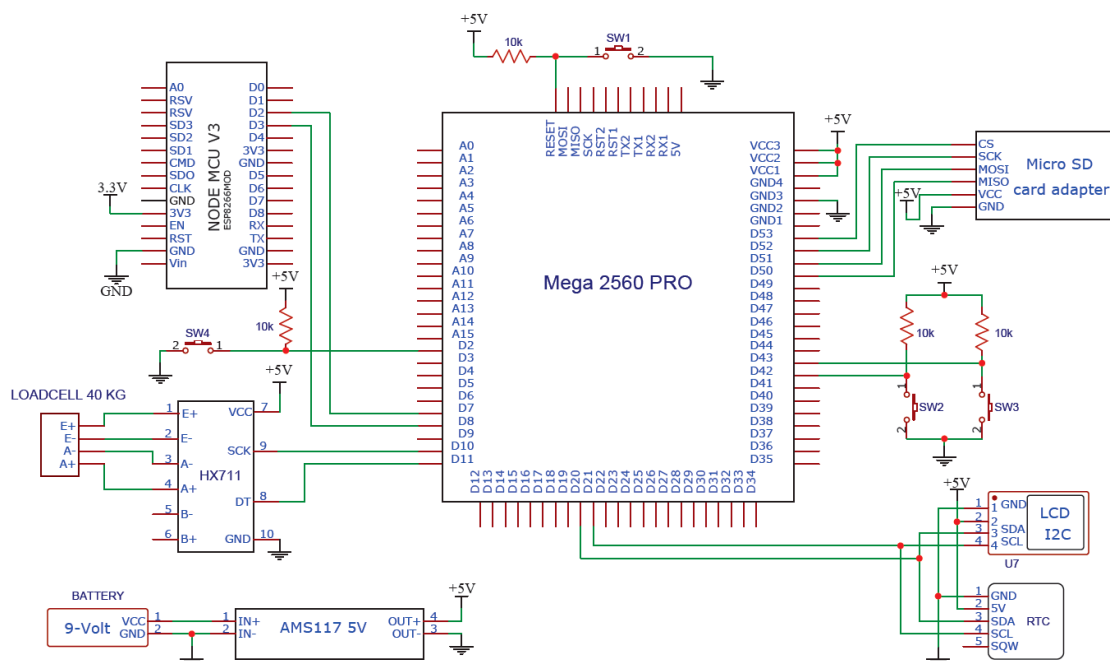 +5V
10k
SW1
1
2
A0
RSV
RSV
SD3
SD2
SD1
CMD
SDO
CLK
GND
3V3
EN
RST
GND
Vin
NODE MCU V3
ESP8266MOD
D0
D1
D2
D3
D4
3V3
GND
D5
D6
D7
D8
RX
TX
GND
3V3
3.3V
GND
RESET
MOSI
MISO
SCK
RST2
RST1
TX2
TX1
RX2
RX1
5V
A0
A1
A2
A3
A4
A5
A6
A7
A8
A9
A10
A11
A12
A13
A14
A15
D2
D3
D4
D5
D6
D7
D8
D9
D10
D11
Mega 2560 PRO
VCC3
VCC2
VCC1
GND4
GND3
GND2
GND1
D53
D52
D51
D50
D49
D48
D47
D46
D45
D44
D43
D42
D41
D40
D39
D38
D37
D36
D35
D12
D13
D14
D15
D16
D17
D18
D19
D20
D21
D22
D23
D24
D25
D26
D27
D28
D29
D30
D31
D32
D33
D34
+5V
CS
SCK
MOSI
MISO
VCC
GND
Micro SD
card adapter
+5V
+5V
10k
10k
1
SW2
2
1
SW3
2
+5V
10k
SW4
2
1
LOADCELL 40 KG
E+
E-
A-
A+
1
2
3
4
5
6
E+
E-
A-
A+
B-
B+
HX711
VCC
SCK
DT
GND
7
9
8
10
+5V
BATTERY
9-Volt
VCC
GND
1
2
1
2
IN+
IN-
AMS117 5V
OUT+
OUT-
4
3
+5V
+5V
1
2
3
4
1
2
3
4
GND
SDA
SCL
LCD
I2C
U7
1
2
3
4
5
GND
5V
SDA
SCL
SQW
RTC